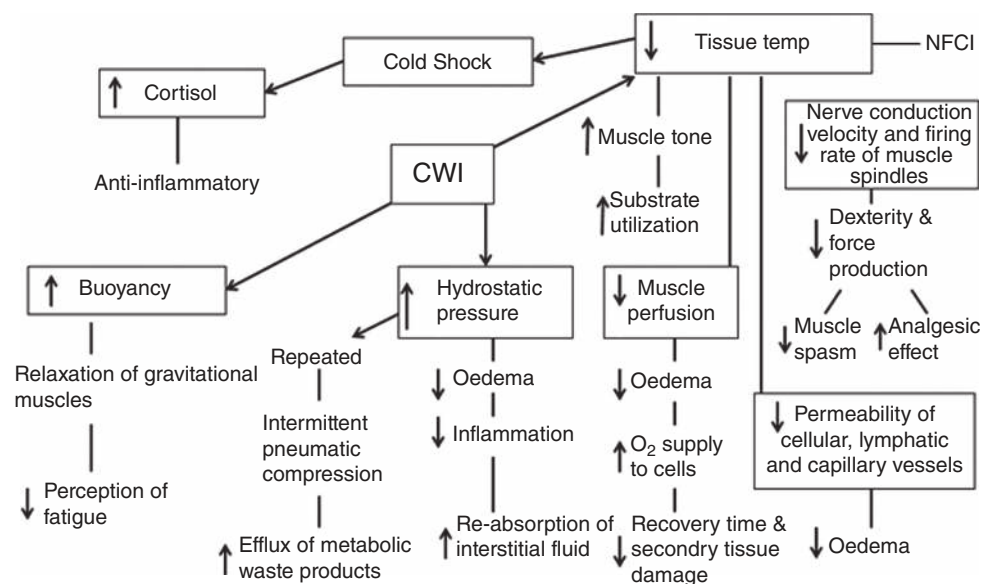 Tissue temp
NFCI
Cold Shock
Cortisol
Anti-inflammatory
CWI
Muscle tone
Substrate
utilization
Nerve conduction
velocity and firing
rate of muscle
spindles
Dexterity &
force
production
Muscle
spasm
Analgesic
effect
Buoyancy
Relaxation of gravitational
muscles
Perception of
fatigue
Hydrostatic
pressure
Repeated
Intermittent
pneumatic
compression
Efflux of metabolic
waste products
Oedema
Inflammation
Re-absorption of
interstitial fluid
Muscle
perfusion
Oedema
O₂ supply
to cells
Recovery time &
secondry tissue
damage
Permeability of
cellular, lymphatic
and capillary vessels
Oedema